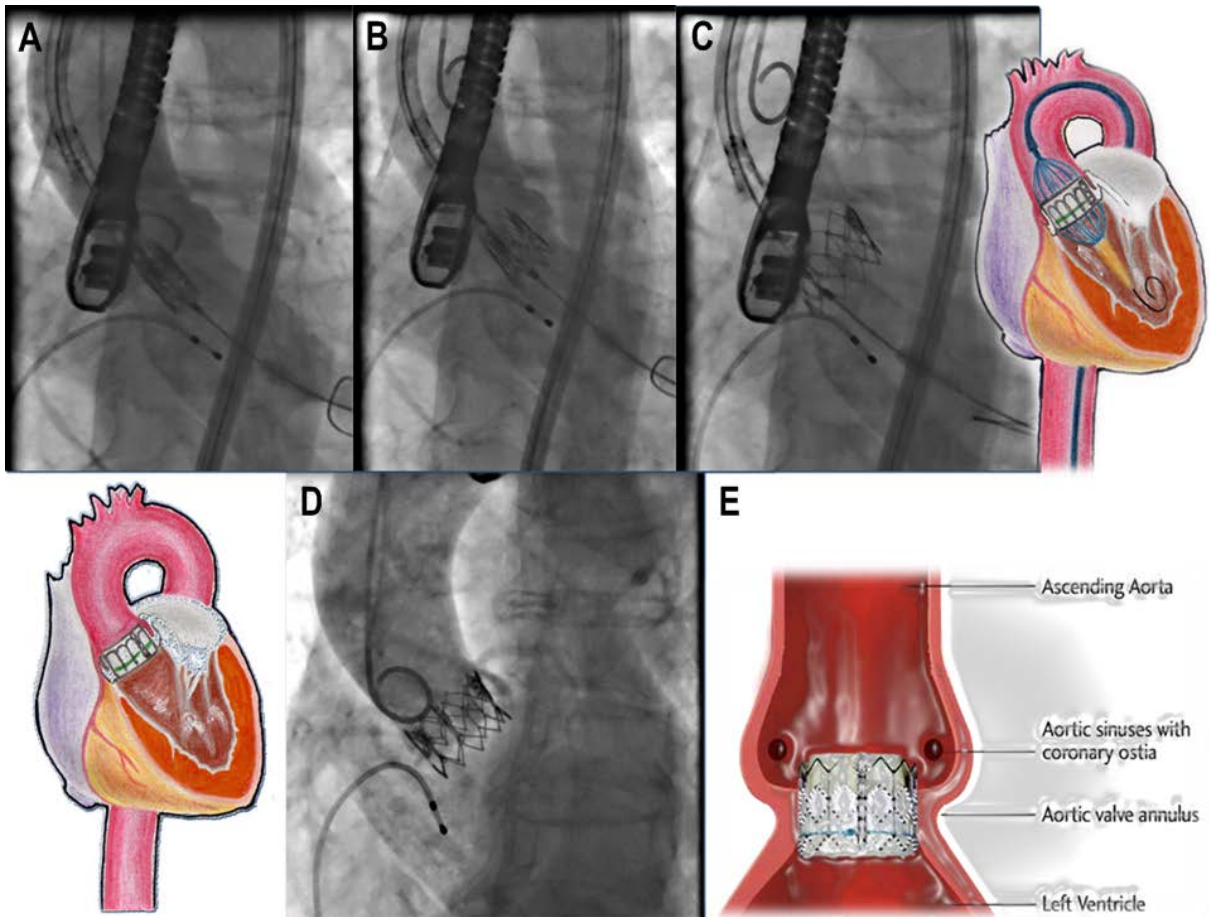 A
B
C
D
E
Ascending Aorta
Aortic sinuses with
coronary ostia
Aortic valve annulus
Left Ventricle